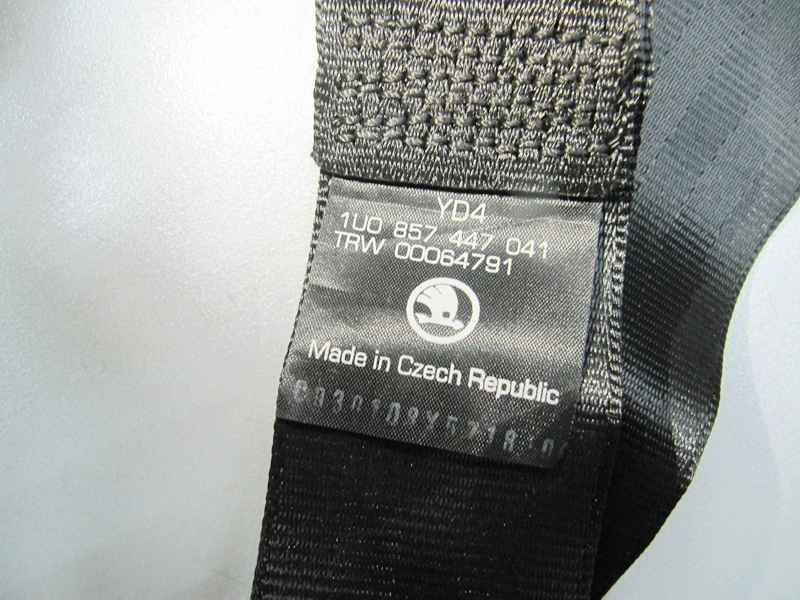 YD4
1U0 857 447 041
TRW 00064791
Made in Czech Republic